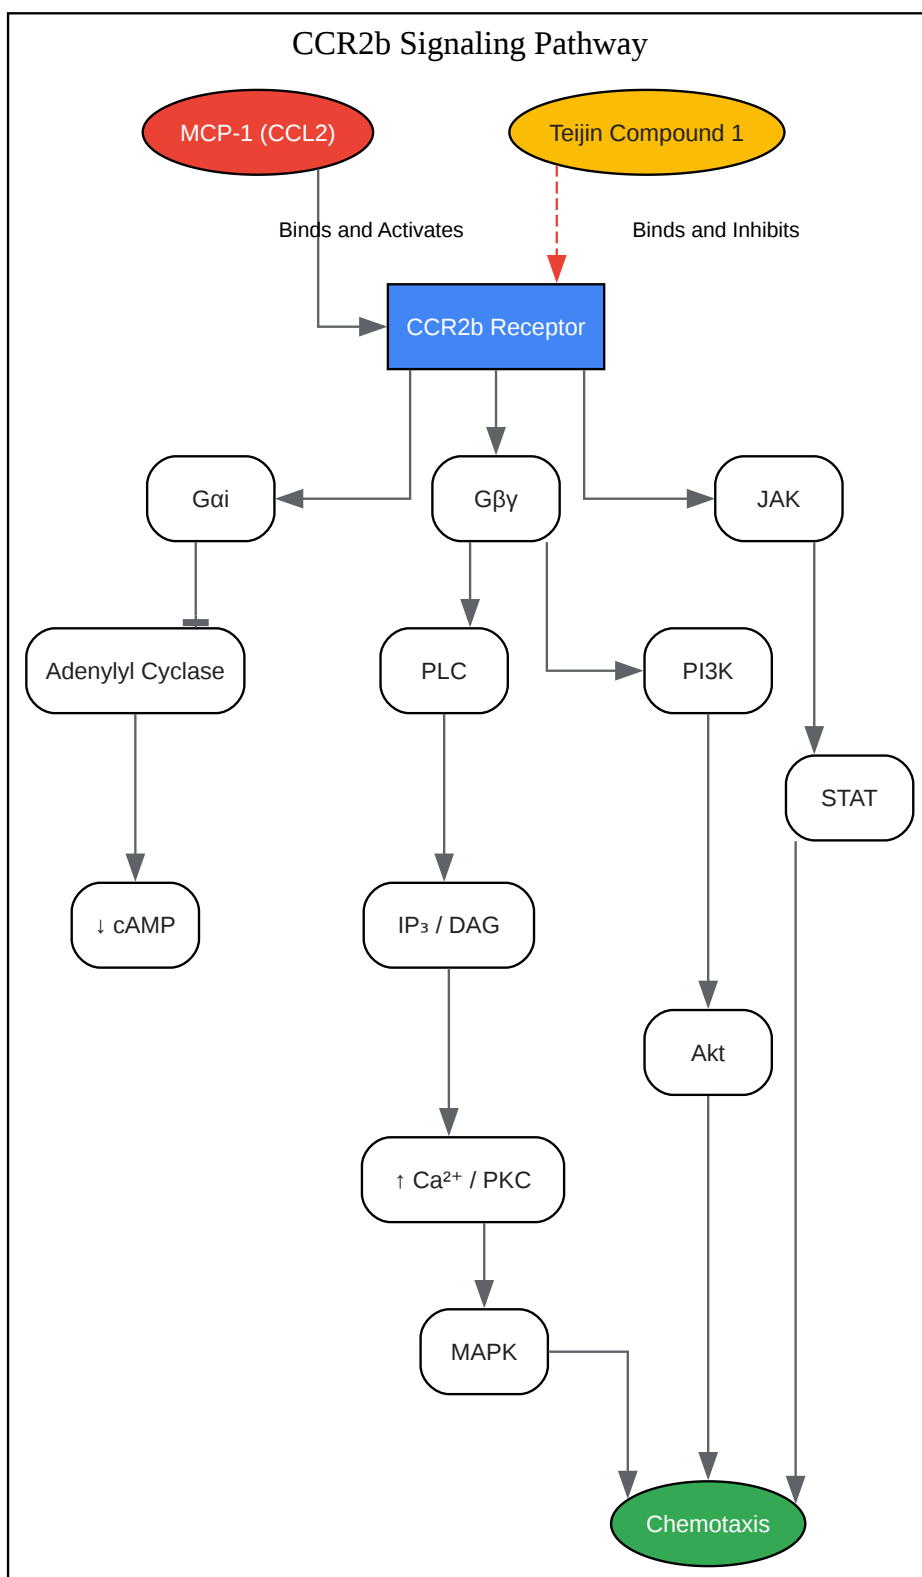 CCR2b Signaling Pathway
MCP-1 (CCL2)
Teijin Compound 1
Binds and Activates
Binds and Inhibits
CCR2b Receptor
Gαi
Gβγ
JAK
Adenylyl Cyclase
PLC
PI3K
STAT
↓ cAMP
IP₃ / DAG
Akt
↑ Ca²⁺ / PKC
MAPK
Chemotaxis